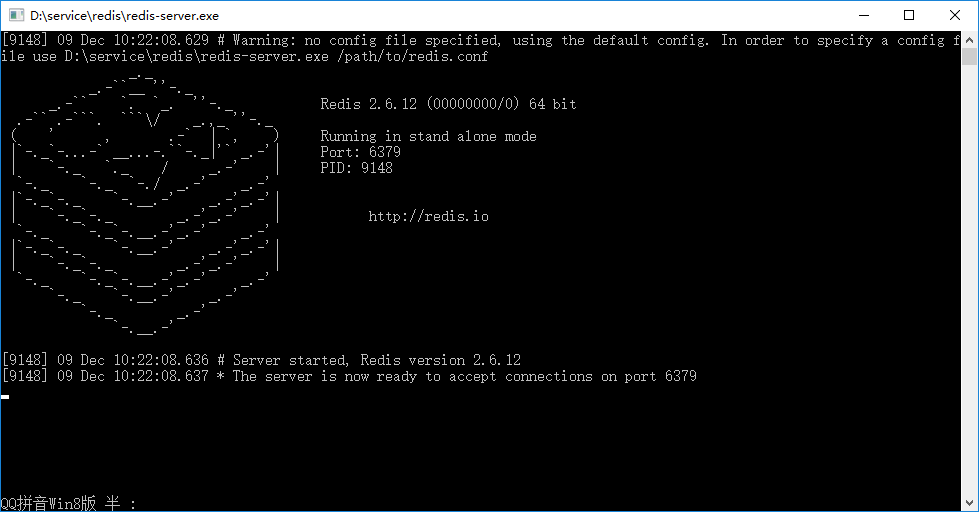 D:\service\redis\redis-server.exe
[9148] 09 Dec 10:22:08.629 # Warning: no config file specified, using the default config. In order to specify a config f
ile use D:\service\redis\redis-server.exe /path/to/redis.conf
Redis 2.6.12 (00000000/0) 64 bit
Running in stand alone mode
Port: 6379
PID: 9148
http://redis.io
[9148] 09 Dec 10:22:08.636 # Server started, Redis version 2.6.12
[9148] 09 Dec 10:22:08.637 * The server is now ready to accept connections on port 6379
QQ拼音Win8版 半 :